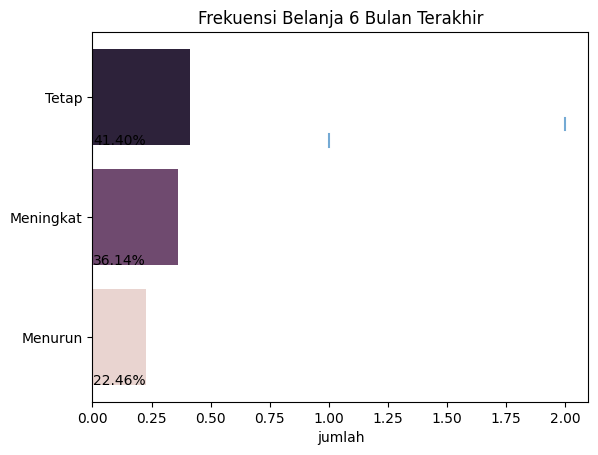 Frekuensi Belanja 6 Bulan Terakhir
Tetap
41.40%
Meningkat
36.14%
Menurun
22.46%
0.00 0.25 0.50 0.75 1.00 1.25 1.50 1.75 2.00
jumlah